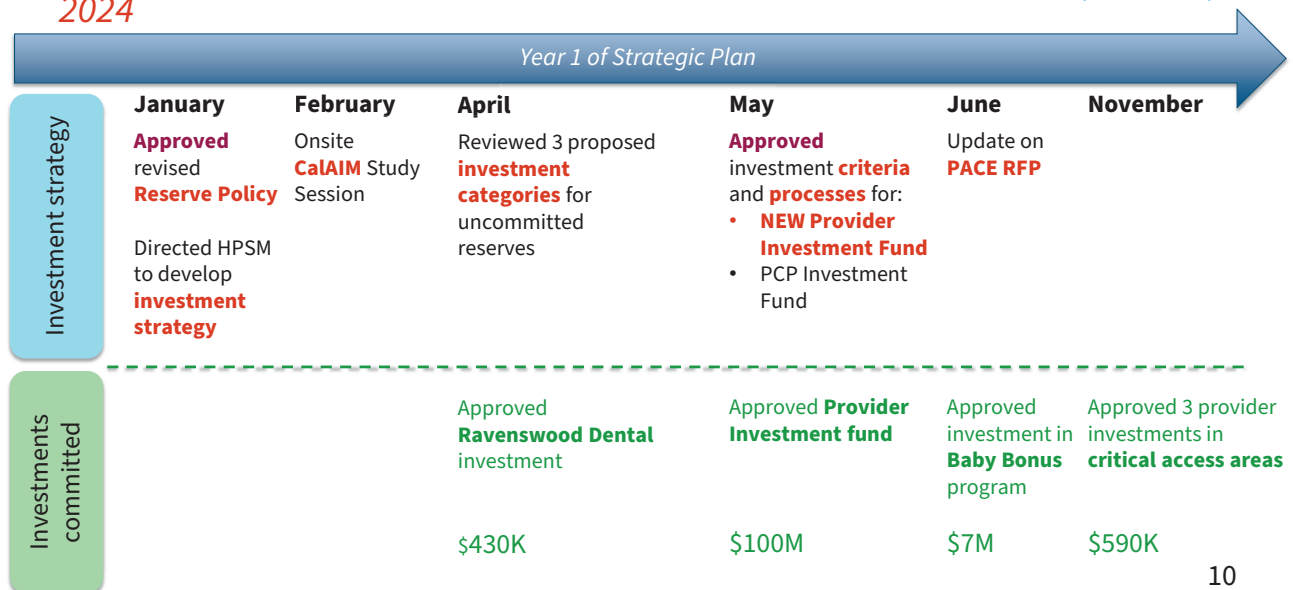 2024
Year 1 of Strategic Plan
Investment strategy
January
Approved
revised
Reserve Policy
Directed HPSM
to develop
investment
strategy
February
Onsite
CalAIM Study
Session
April
Reviewed 3 proposed
investment
categories for
uncommitted
reserves
May
Approved
investment criteria
and processes for:
• NEW Provider
Investment Fund
• PCP Investment
Fund
June
Update on
PACE RFP
November
Investments
committed
Approved
Ravenswood Dental
investment
$430K
Approved Provider
Investment fund
$100M
Approved
investment in
Baby Bonus
program
$7M
Approved 3 provider
investments in
critical access areas
$590K
10